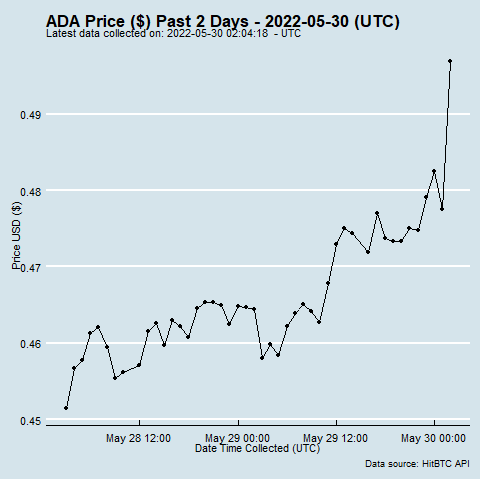 ADA Price ($) Past 2 Days - 2022-05-30 (UTC)
Latest data collected on: 2022-05-30 02:04:18 - UTC
0.49
0.48
0.47
0.46
0.45
Price USD ($)
May 28 12:00 May 29 00:00 May 29 12:00 May 30 00:00
Date Time Collected (UTC)
Data source: HitBTC API